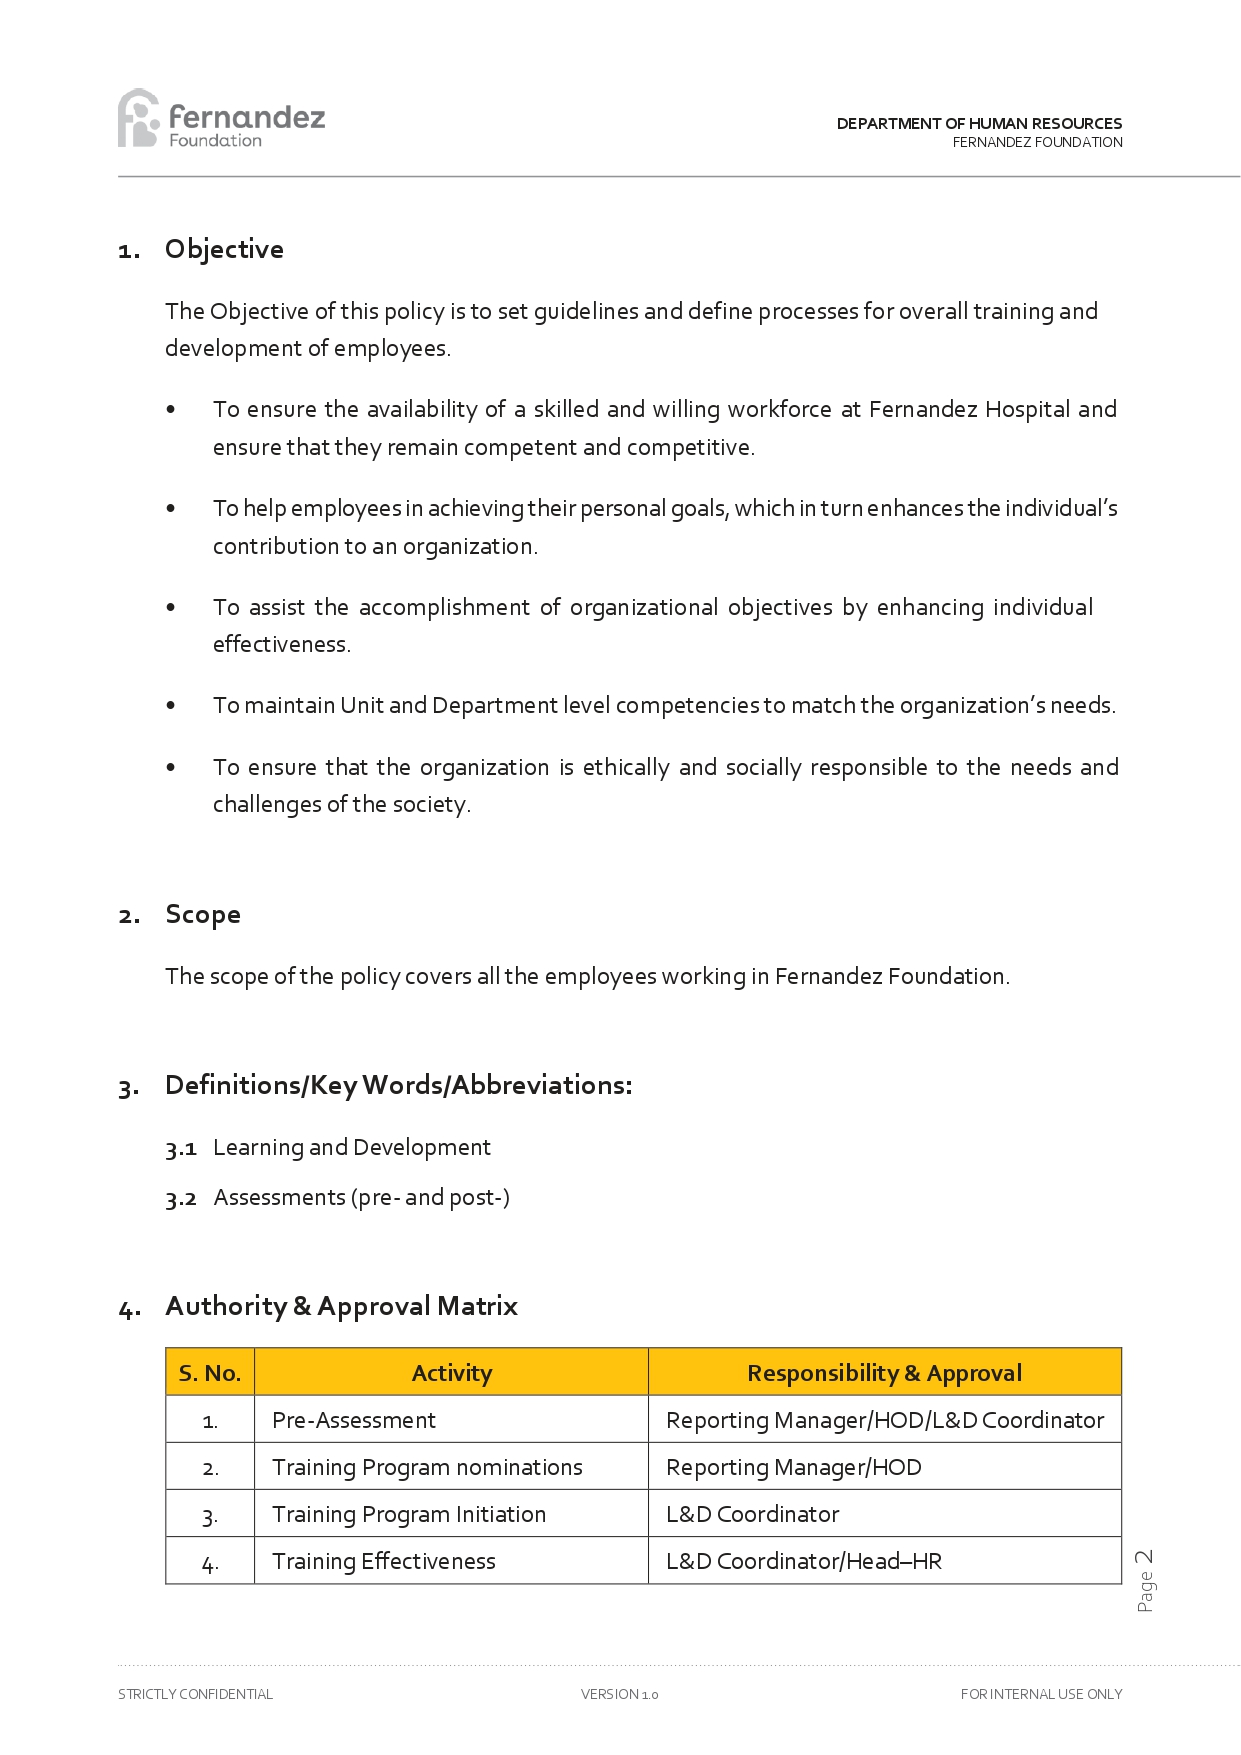 fernandez
Foundation
DEPARTMENT OF HUMAN RESOURCES
FERNANDEZ FOUNDATION
1. Objective
The Objective of this policy is to set guidelines and define processes for overall training and
development of employees.
• To ensure the availability of a skilled and willing workforce at Fernandez Hospital and
ensure that they remain competent and competitive.
• To help employees in achieving their personal goals, which in turn enhances the individual’s
contribution to an organization.
• To assist the accomplishment of organizational objectives by enhancing individual
effectiveness.
• To maintain Unit and Department level competencies to match the organization’s needs.
• To ensure that the organization is ethically and socially responsible to the needs and
challenges of the society.
2. Scope
The scope of the policy covers all the employees working in Fernandez Foundation.
3. Definitions/Key Words/Abbreviations:
3.1 Learning and Development
3.2 Assessments (pre- and post-)
4. Authority & Approval Matrix
S. No. Activity Responsibility & Approval
1. Pre-Assessment Reporting Manager/HOD/L&D Coordinator
2. Training Program nominations Reporting Manager/HOD
3. Training Program Initiation L&D Coordinator
4. Training Effectiveness L&D Coordinator/Head–HR
Page 2
STRICTLY CONFIDENTIAL VERSION 1.0 FOR INTERNAL USE ONLY